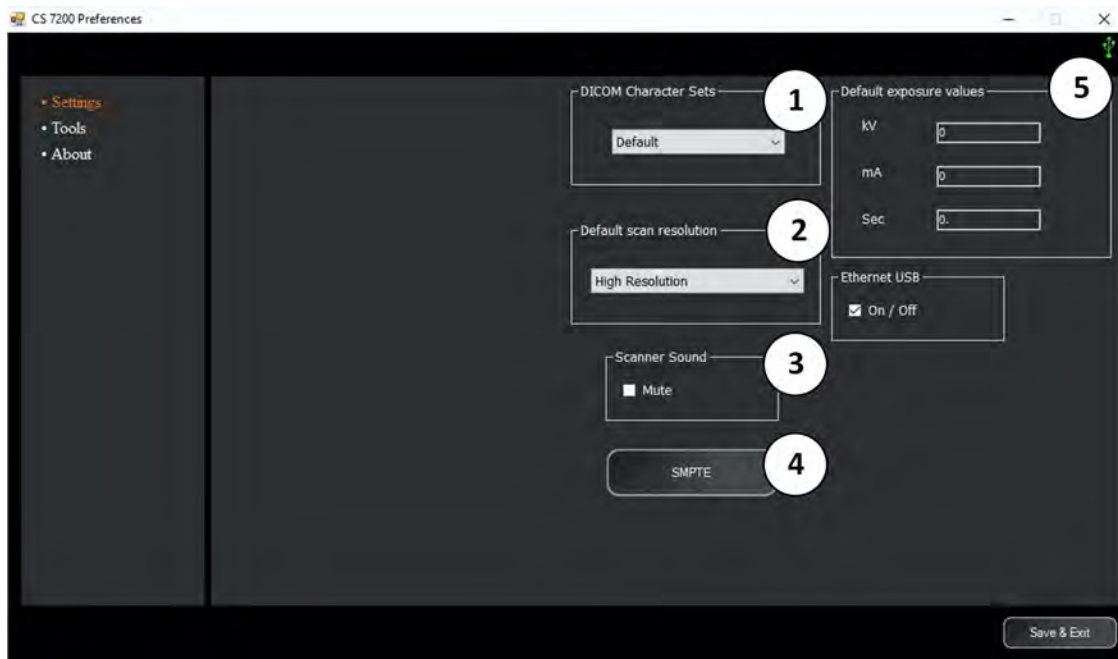 CS 7200 Preferences
• Settings
• Tools
• About
DICOM Character Sets
1
Default
Default scan resolution
2
High Resolution
Scanner Sound
3
Mute
SMPTE
4
Default exposure values
5
kV
0
mA
0
Sec
0.
Ethernet USB
On / Off
Save & Exit